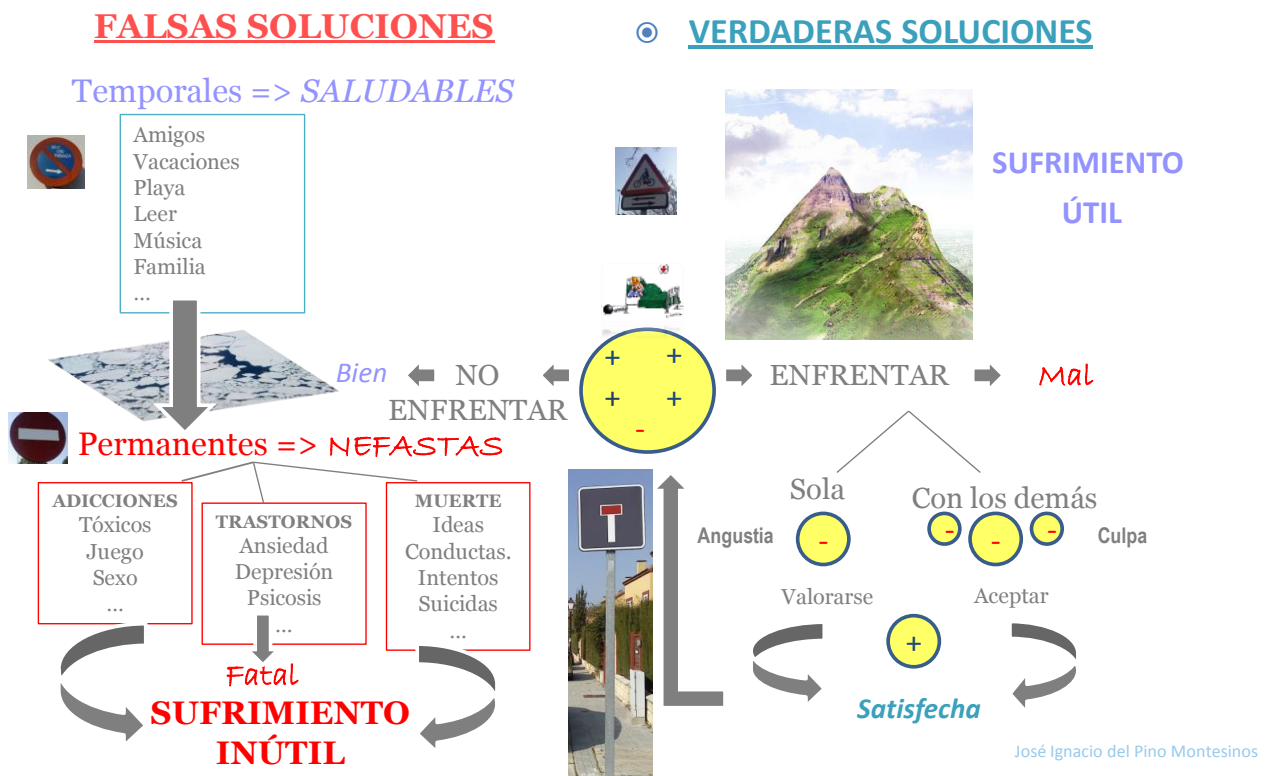 FALSAS SOLUCIONES
VERDADERAS SOLUCIONES
Temporales => SALUDABLES
Amigos
Vacaciones
Playa
Leer
Música
Familia
...
SUFRIMIENTO
ÚTIL
Bien
NO
ENFRENTAR
+ +
+ +
-
ENFRENTAR
Mal
Permanentes => NEFASTAS
ADICCIONES
Tóxicos
Juego
Sexo
...
TRASTORNOS
Ansiedad
Depresión
Psicosis
...
MUERTE
Ideas
Conductas.
Intentos
Suicidas
...
Fatal
SUFRIMIENTO
INÚTIL
Sola
Con los demás
Angustia
-
- - -
Culpa
Valorarse
Aceptar
+
Satisfecha
José Ignacio del Pino Montesinos